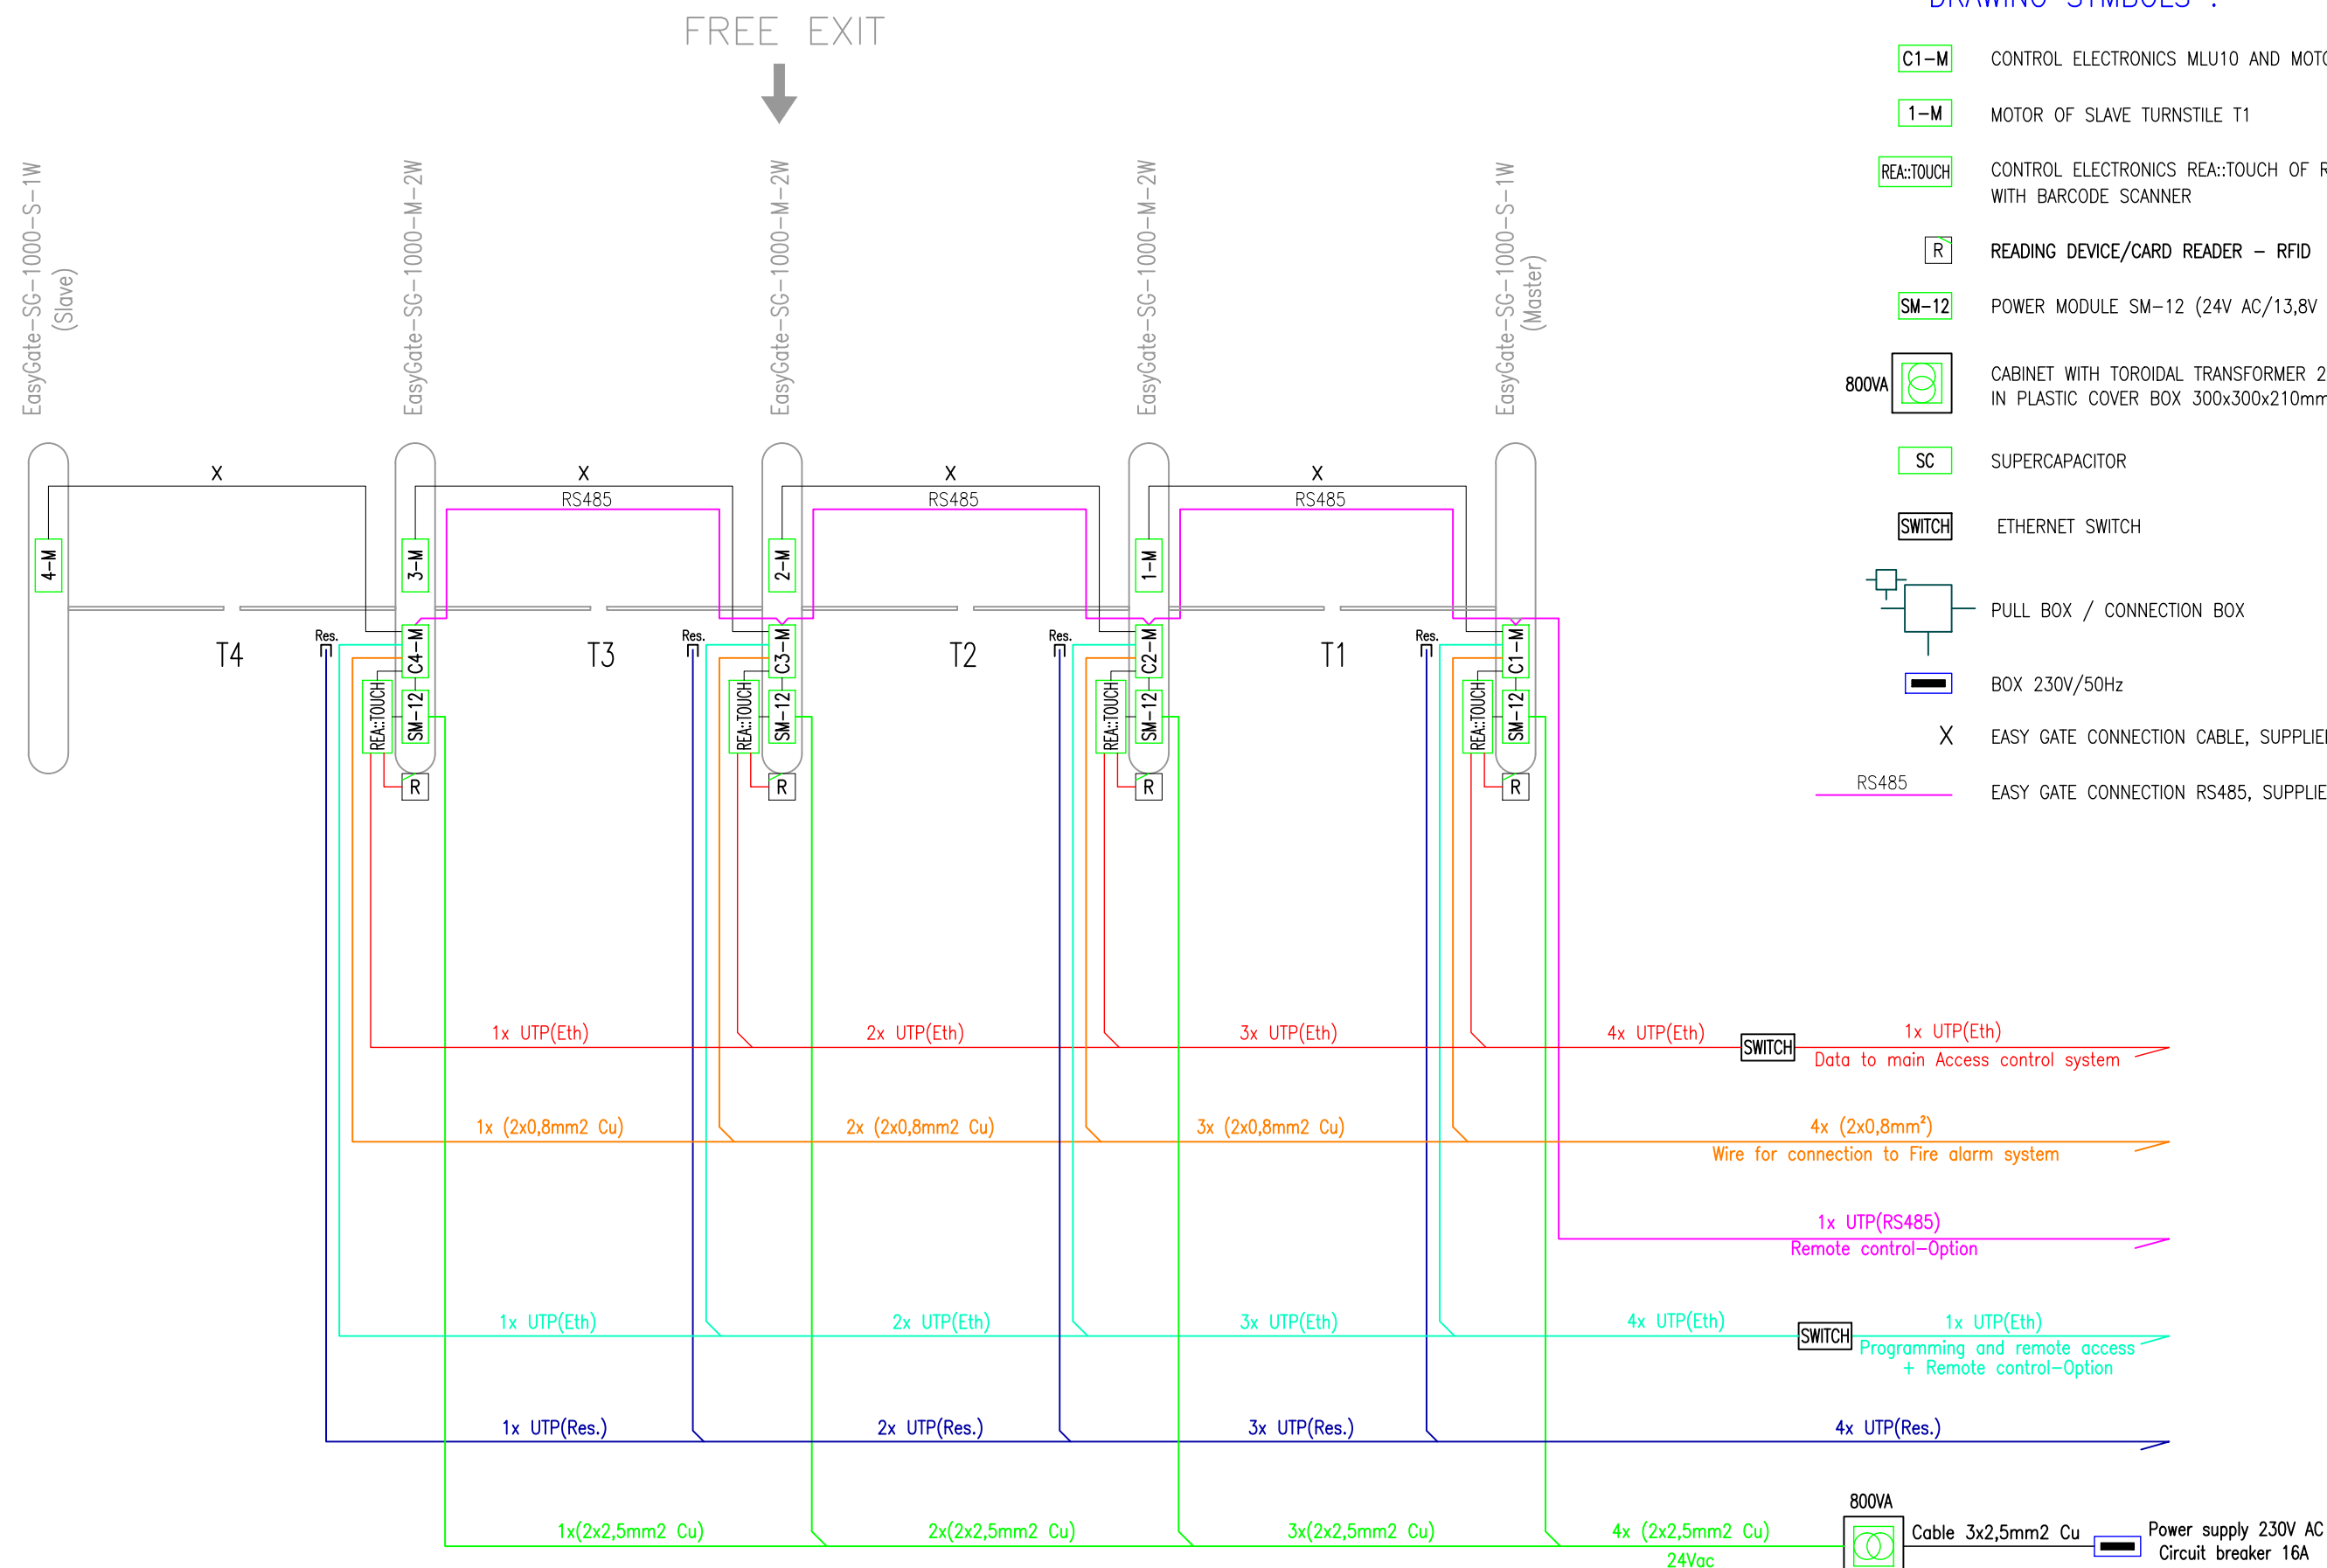 DRAWING SYMBOLS :
FREE EXIT
C1-M CONTROL ELECTRONICS MLU10 AND
1-M MOTOR OF SLAVE TURNSTILE T1
REA::TOUCH CONTROL ELECTRONICS REA::TOUCH OF
WITH BARCODE SCANNER
R READING DEVICE/CARD READER - RFID
SM-12 POWER MODULE SM-12 (24V AC/13,8V
800VA CABINET WITH TOROIDAL TRANSFORMER
IN PLASTIC COVER BOX 300x300x210mm
SC SUPERCAPACITOR
SWITCH ETHERNET SWITCH
PULL BOX / CONNECTION BOX
BOX 230V/50Hz
X EASY GATE CONNECTION CABLE,
RS485 EASY GATE CONNECTION RS485,
EasyGate-SG-1000-S-1W
(Slave)
EasyGate-SG-1000-M-2W
EasyGate-SG-1000-M-2W
EasyGate-SG-1000-M-2W
EasyGate-SG-1000-S-1W
(Master)
X X X X
RS485 RS485 RS485
4-M 3-M 2-M 1-M
Res. Res. Res. Res.
T4 T3 T2 T1
C4-M C3-M C2-M C1-M
REA::TOUCH SM-12 REA::TOUCH SM-12 REA::TOUCH SM-12 REA::TOUCH SM-12
R R R R
1x UTP(Eth) 2x UTP(Eth) 3x UTP(Eth) 4x UTP(Eth) SWITCH 1x UTP(Eth)
Data to main Access control system
1x (2x0,8mm2 Cu) 2x (2x0,8mm2 Cu) 3x (2x0,8mm2 Cu) 4x (2x0,8mm²)
Wire for connection to Fire alarm system
1x UTP(RS485)
Remote control-Option
1x UTP(Eth) 2x UTP(Eth) 3x UTP(Eth) 4x UTP(Eth) SWITCH 1x UTP(Eth)
Programming and remote access
+ Remote control-Option
1x UTP(Res.) 2x UTP(Res.) 3x UTP(Res.) 4x UTP(Res.)
800VA
1x(2x2,5mm2 Cu) 2x(2x2,5mm2 Cu) 3x(2x2,5mm2 Cu) 4x (2x2,5mm2 Cu) Cable 3x2,5mm2 Cu Power supply 230V AC
24Vac Circuit breaker 16A